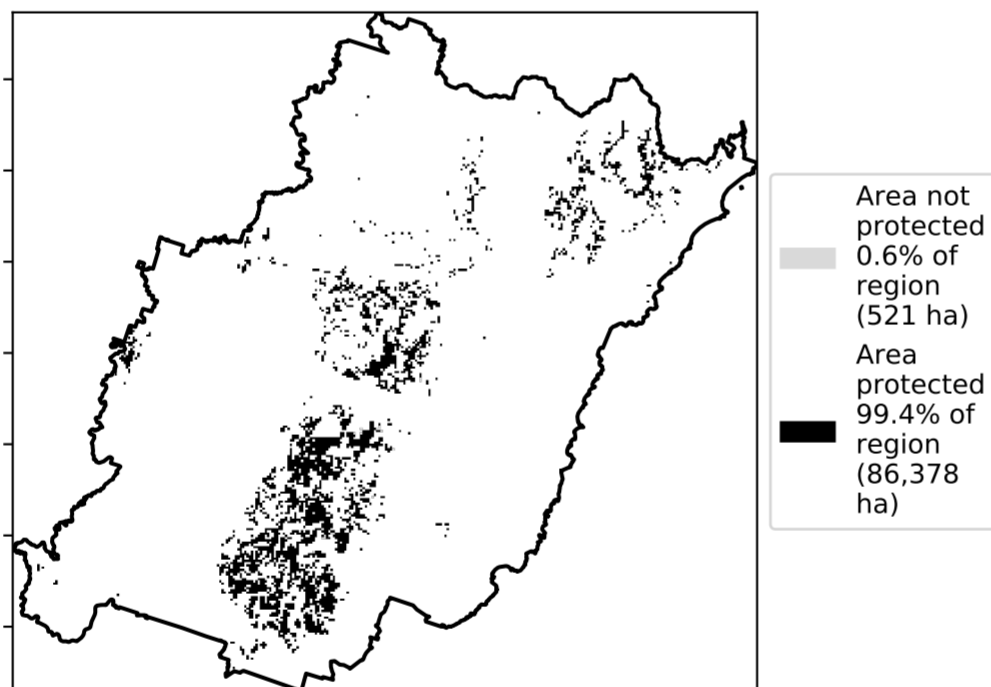 Area not
protected
0.6% of
region
(521 ha)
Area
protected
99.4% of
region
(86,378
ha)